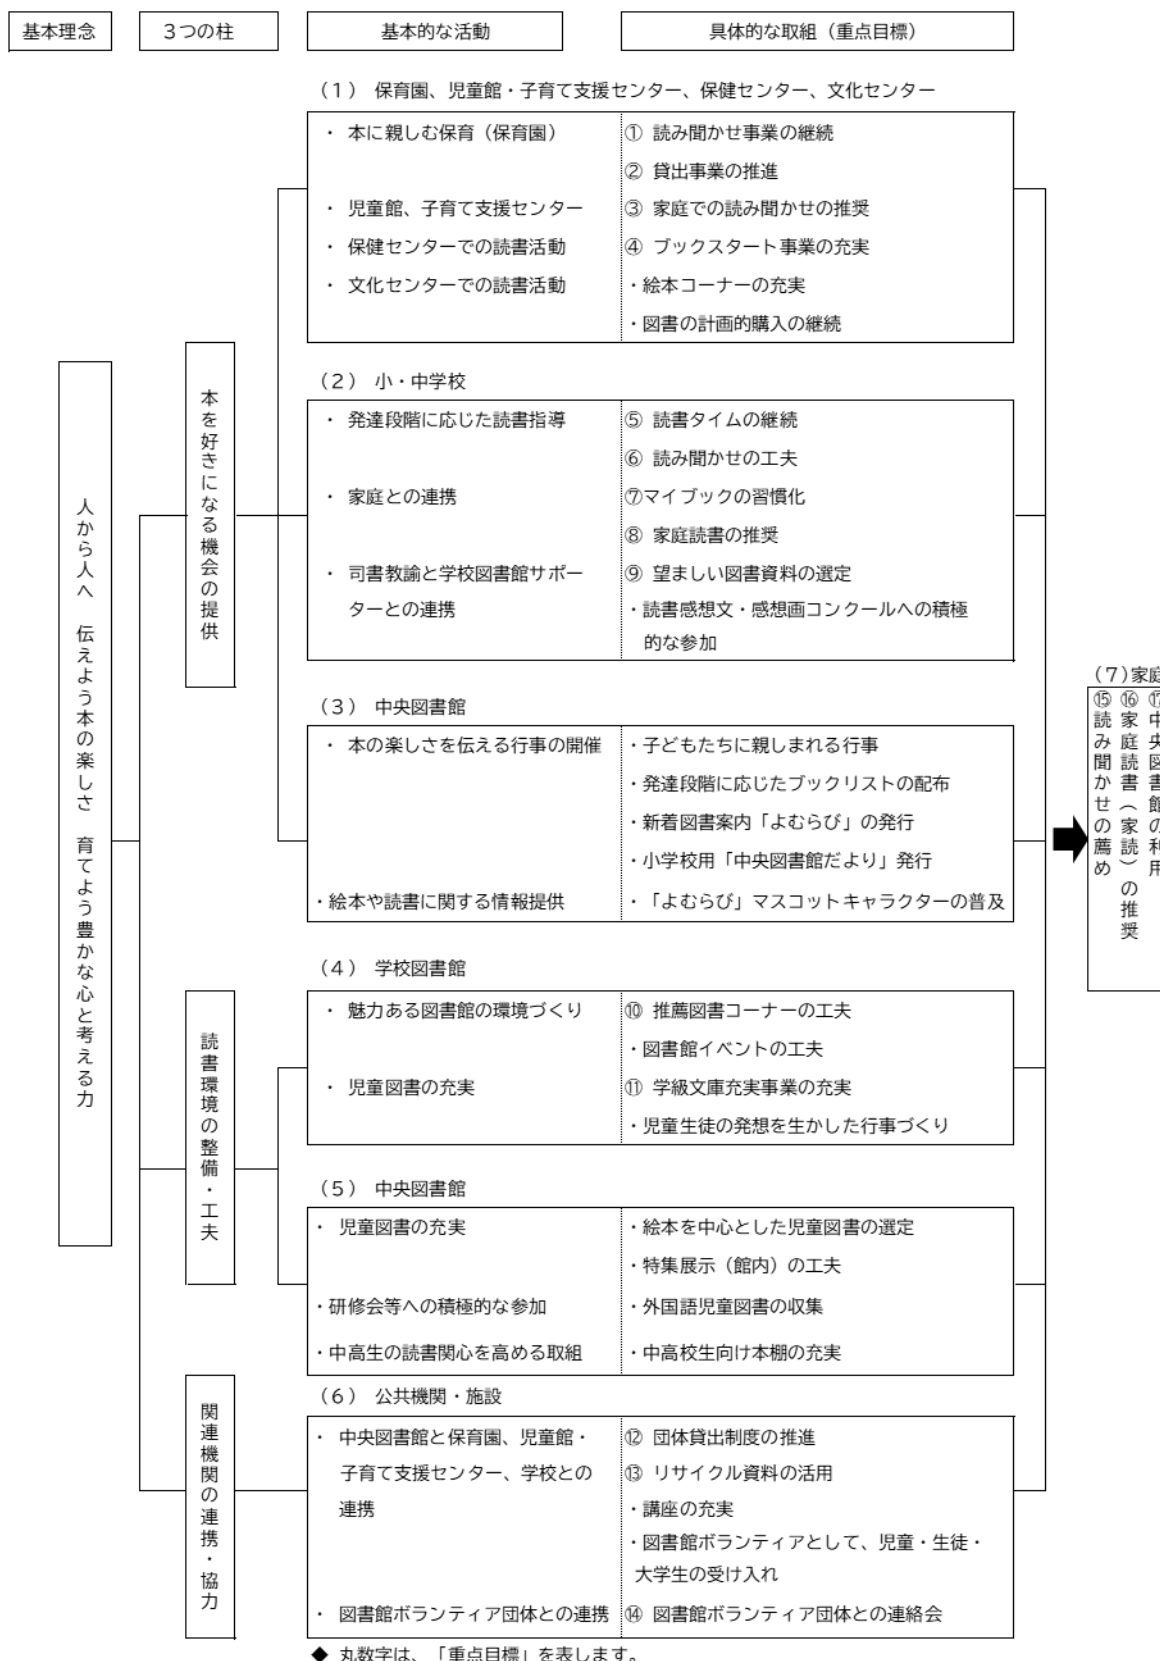 基本理念
3つの柱
基本的な活動
具体的な取組（重点目標）
人から人へ　伝えよう本の楽しさ　育てよう豊かな心と考える力
本を好きになる機会の提供
（1） 保育園、児童館・子育て支援センター、保健センター、文化センター
・ 本に親しむ保育（保育園）
① 読み聞かせ事業の継続
② 貸出事業の推進
・ 児童館、子育て支援センター
③ 家庭での読み聞かせの推奨
・ 保健センターでの読書活動
④ ブックスタート事業の充実
・ 文化センターでの読書活動
・絵本コーナーの充実
・図書の計画的購入の継続
（2） 小・中学校
・ 発達段階に応じた読書指導
⑤ 読書タイムの継続
⑥ 読み聞かせの工夫
・ 家庭との連携
⑦マイブックの習慣化
⑧ 家庭読書の推奨
・ 司書教諭と学校図書館サポー
ターとの連携
⑨ 望ましい図書資料の選定
・読書感想文・感想画コンクールへの積極
的な参加
（3） 中央図書館
・ 本の楽しさを伝える行事の開催
・子どもたちに親しまれる行事
・発達段階に応じたブックリストの配布
・新着図書案内「よむらび」の発行
・小学校用「中央図書館だより」発行
・絵本や読書に関する情報提供
・「よむらび」マスコットキャラクターの普及
読書環境の整備・工夫
（4） 学校図書館
・ 魅力ある図書館の環境づくり
⑩ 推薦図書コーナーの工夫
・図書館イベントの工夫
・ 児童図書の充実
⑪ 学級文庫充実事業の充実
・児童生徒の発想を生かした行事づくり
（5） 中央図書館
・ 児童図書の充実
・絵本を中心とした児童図書の選定
・特集展示（館内）の工夫
・研修会等への積極的な参加
・外国語児童図書の収集
・中高生の読書関心を高める取組
・中高校生向け本棚の充実
関連機関の連携・協力
（6） 公共機関・施設
・ 中央図書館と保育園、児童館・
子育て支援センター、学校との
連携
⑫ 団体貸出制度の推進
⑬ リサイクル資料の活用
・講座の充実
・図書館ボランティアとして、児童・生徒・
大学生の受け入れ
・ 図書館ボランティア団体との連携
⑭ 図書館ボランティア団体との連絡会
（7）家庭
⑰中央図書館の利用
⑯家庭読書（家読）の推奨
⑮読み聞かせの薦め
◆ 丸数字は、「重点目標」を表します。